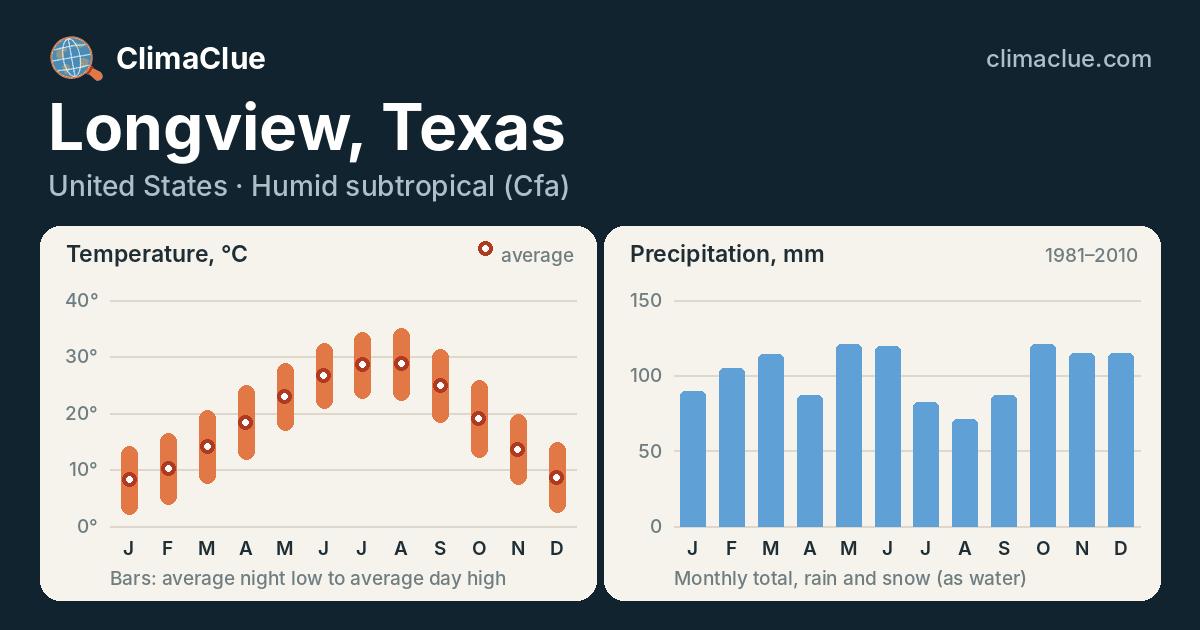 ClimaClue
climaclue.com
Longview, Texas
United States · Humid subtropical (Cfa)
Temperature, °C
average
40°
30°
20°
10°
0°
J F M A M J J A S O N D
Bars: average night low to average day high
Precipitation, mm
1981–2010
150
100
50
0
J F M A M J J A S O N D
Monthly total, rain and snow (as water)